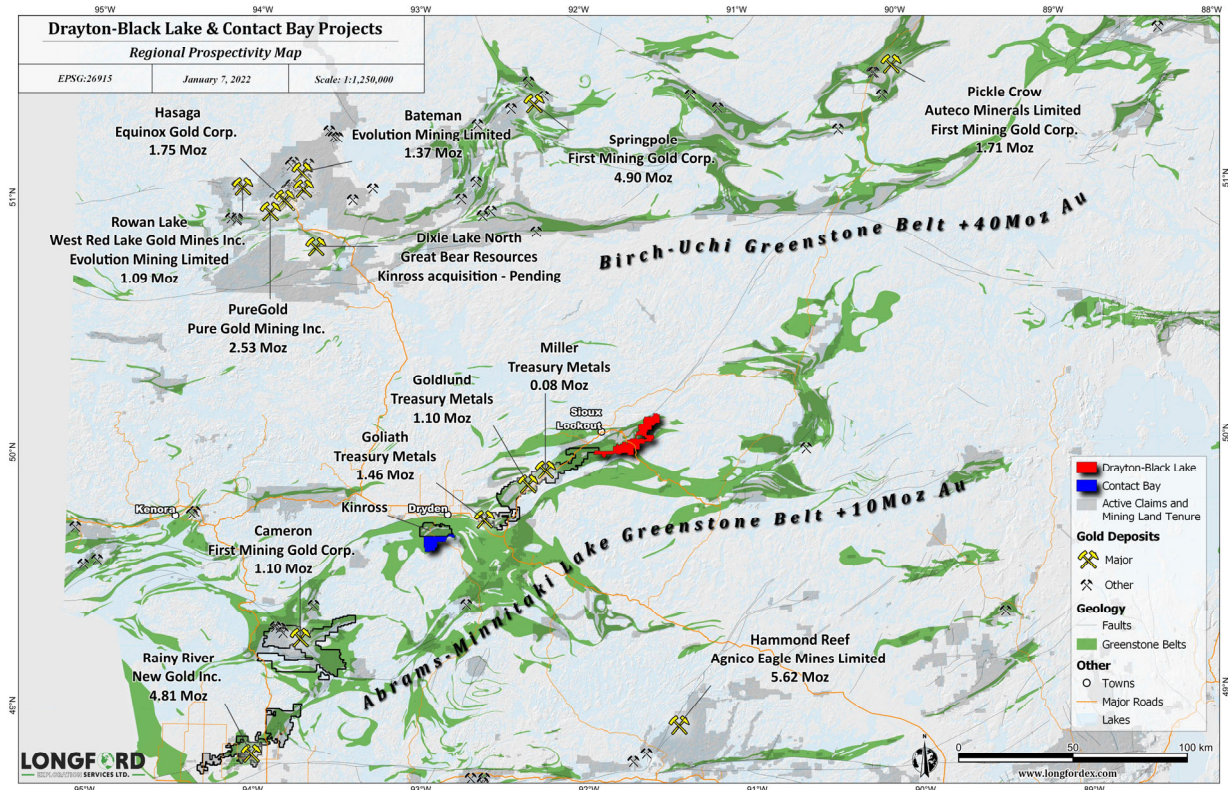 Drayton-Black Lake & Contact Bay Projects
Regional Prospectivity Map
EPSG:26915
January 7, 2022
Scale: 1:1,250,000
95°W
94°W
93°W
92°W
91°W
90°W
89°W
88°W
Hasaga
Equinox Gold Corp.
1.75 Moz
Bateman
Evolution Mining Limited
1.37 Moz
Springpole
First Mining Gold Corp.
4.90 Moz
Pickle Crow
Auteco Minerals Limited
First Mining Gold Corp.
1.71 Moz
51°N
51°N
Rowan Lake
West Red Lake Gold Mines Inc.
Evolution Mining Limited
1.09 Moz
Dixie Lake North
Great Bear Resources
Kinross acquisition - Pending
Birch-Uchi Greenstone Belt +40Moz Au
PureGold
Pure Gold Mining Inc.
2.53 Moz
Miller
Treasury Metals
0.08 Moz
Goldlund
Treasury Metals
1.10 Moz
Sioux
Lookout
Goliath
Treasury Metals
1.46 Moz
50°N
50°N
Kinross
Dryden
Kenora
Cameron
First Mining Gold Corp.
1.10 Moz
Abrams-Minnitaki Lake Greenstone Belt +10Moz Au
Rainy River
New Gold Inc.
4.81 Moz
Hammond Reef
Agnico Eagle Mines Limited
5.62 Moz
49°N
49°N
Drayton-Black Lake
Contact Bay
Active Claims and
Mining Land Tenure
Gold Deposits
Major
Other
Geology
Faults
Greenstone Belts
Other
Towns
Major Roads
Lakes
N
0
50
100 km
www.longfordex.com
LONGFORD
EXPLORATION SERVICES LTD.
95°W
94°W
93°W
92°W
91°W
90°W
89°W